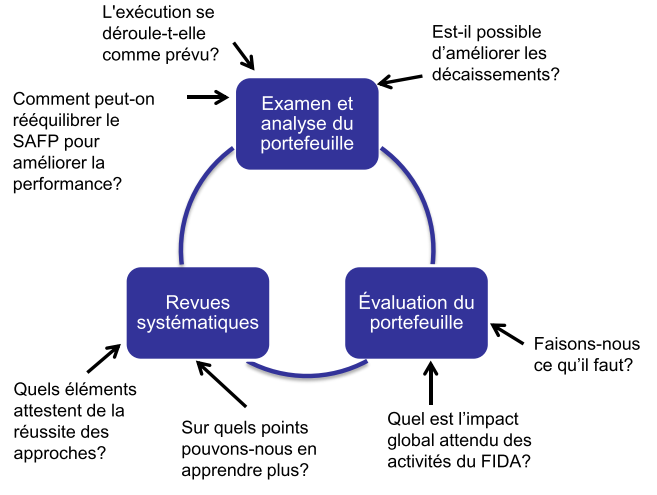 L'exécution se
déroule-t-elle
comme prévu?
Est-il possible
d’améliorer les
décaissements?
Comment peut-on
rééquilibrer le
SAFP pour
améliorer la
performance?
Examen et
analyse du
portefeuille
Revues
systématiques
Évaluation du
portefeuille
Faisons-nous
ce qu’il faut?
Quels éléments
attestent de la
réussite des
approches?
Sur quels points
pouvons-nous en
apprendre plus?
Quel est l’impact
global attendu des
activités du FIDA?